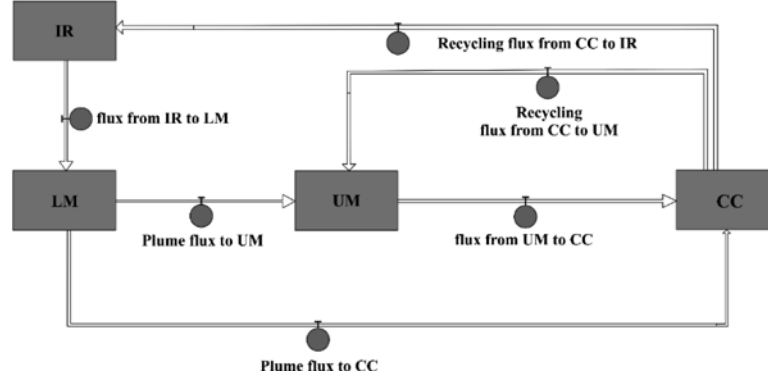 IR
Recycling flux from CC to IR
Recycling
flux from CC to UM
flux from IR to LM
LM
UM
CC
Plume flux to UM
flux from UM to CC
Plume flux to CC